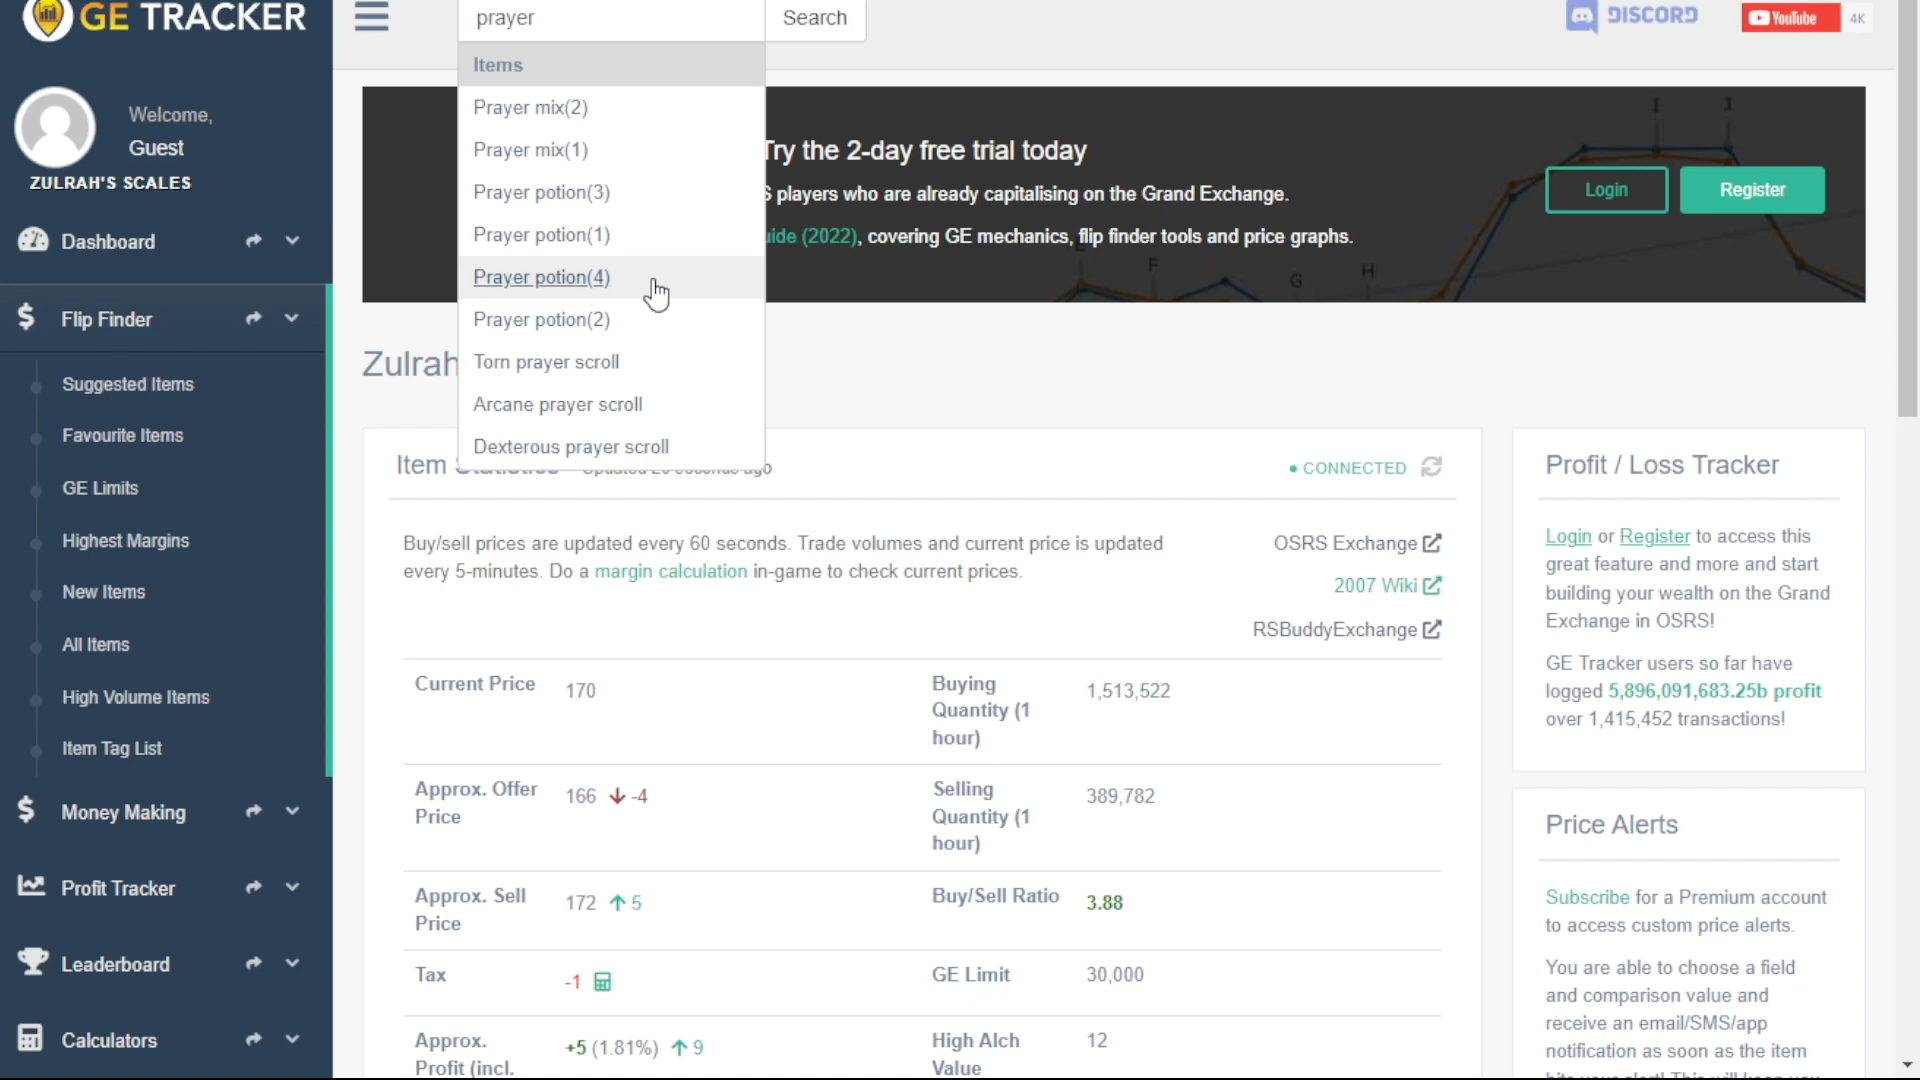 GE TRACKER
prayer
Search
DISCORD
YouTube
4K
Items
Prayer mix(2)
Prayer mix(1)
Prayer potion(3)
Prayer potion(1)
Prayer potion(4)
Prayer potion(2)
Torn prayer scroll
Arcane prayer scroll
Dexterous prayer scroll
Welcome,
Guest
ZULRAH'S SCALES
Dashboard
Flip Finder
Suggested Items
Favourite Items
GE Limits
Highest Margins
New Items
All Items
High Volume Items
Item Tag List
Money Making
Profit Tracker
Leaderboard
Calculators
Try the 2-day free trial today
S players who are already capitalising on the Grand Exchange.
uide (2022), covering GE mechanics, flip finder tools and price graphs.
Login
Register
I
J
F
G
H
Zulrah
Item Statistics
CONNECTED
Buy/sell prices are updated every 60 seconds. Trade volumes and current price is updated
every 5-minutes. Do a margin calculation in-game to check current prices.
OSRS Exchange
2007 Wiki
RSBuddyExchange
Current Price 170
Buying Quantity (1 hour) 1,513,522
Approx. Offer Price 166 -4
Selling Quantity (1 hour) 389,782
Approx. Sell Price 172 5
Buy/Sell Ratio 3.88
Tax -1
GE Limit 30,000
Approx. Profit (incl. +5 (1.81%) 9
High Alch Value 12
Profit / Loss Tracker
Login or Register to access this
great feature and more and start
building your wealth on the Grand
Exchange in OSRS!
GE Tracker users so far have
logged 5,896,091,683.25b profit
over 1,415,452 transactions!
Price Alerts
Subscribe for a Premium account
to access custom price alerts.
You are able to choose a field
and comparison value and
receive an email/SMS/app
notification as soon as the item